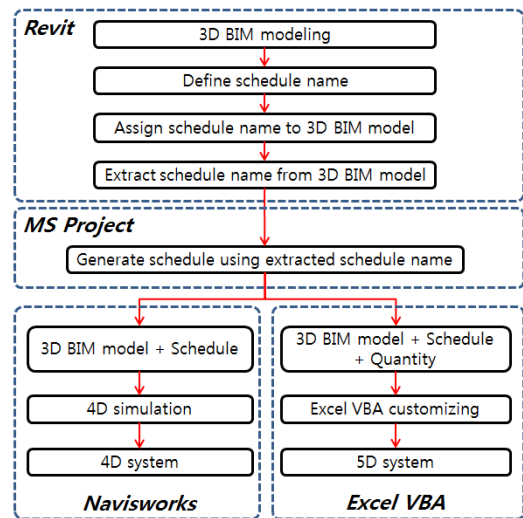 Revit
3D BIM modeling
Define schedule name
Assign schedule name to 3D BIM model
Extract schedule name from 3D BIM model
MS Project
Generate schedule using extracted schedule name
3D BIM model + Schedule
4D simulation
4D system
Navisworks
3D BIM model + Schedule
+ Quantity
Excel VBA customizing
5D system
Excel VBA